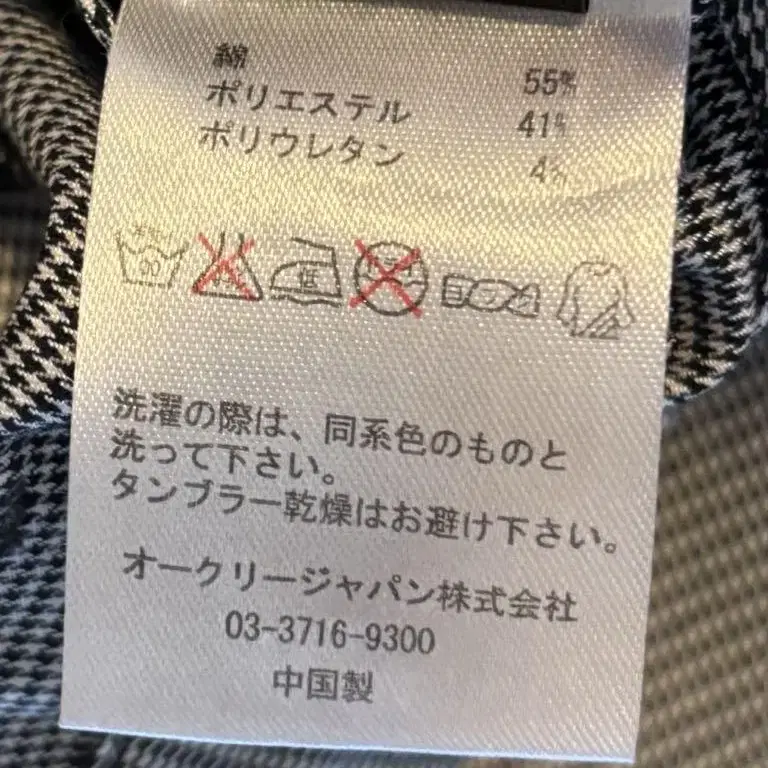 綿 55%
ポリエステル 41%
ポリウレタン 4%
低
洗濯の際は、同系色のものと
洗って下さい。
タンブラー乾燥はお避け下さい。
オークリージャパン株式会社
03-3716-9300
中国製